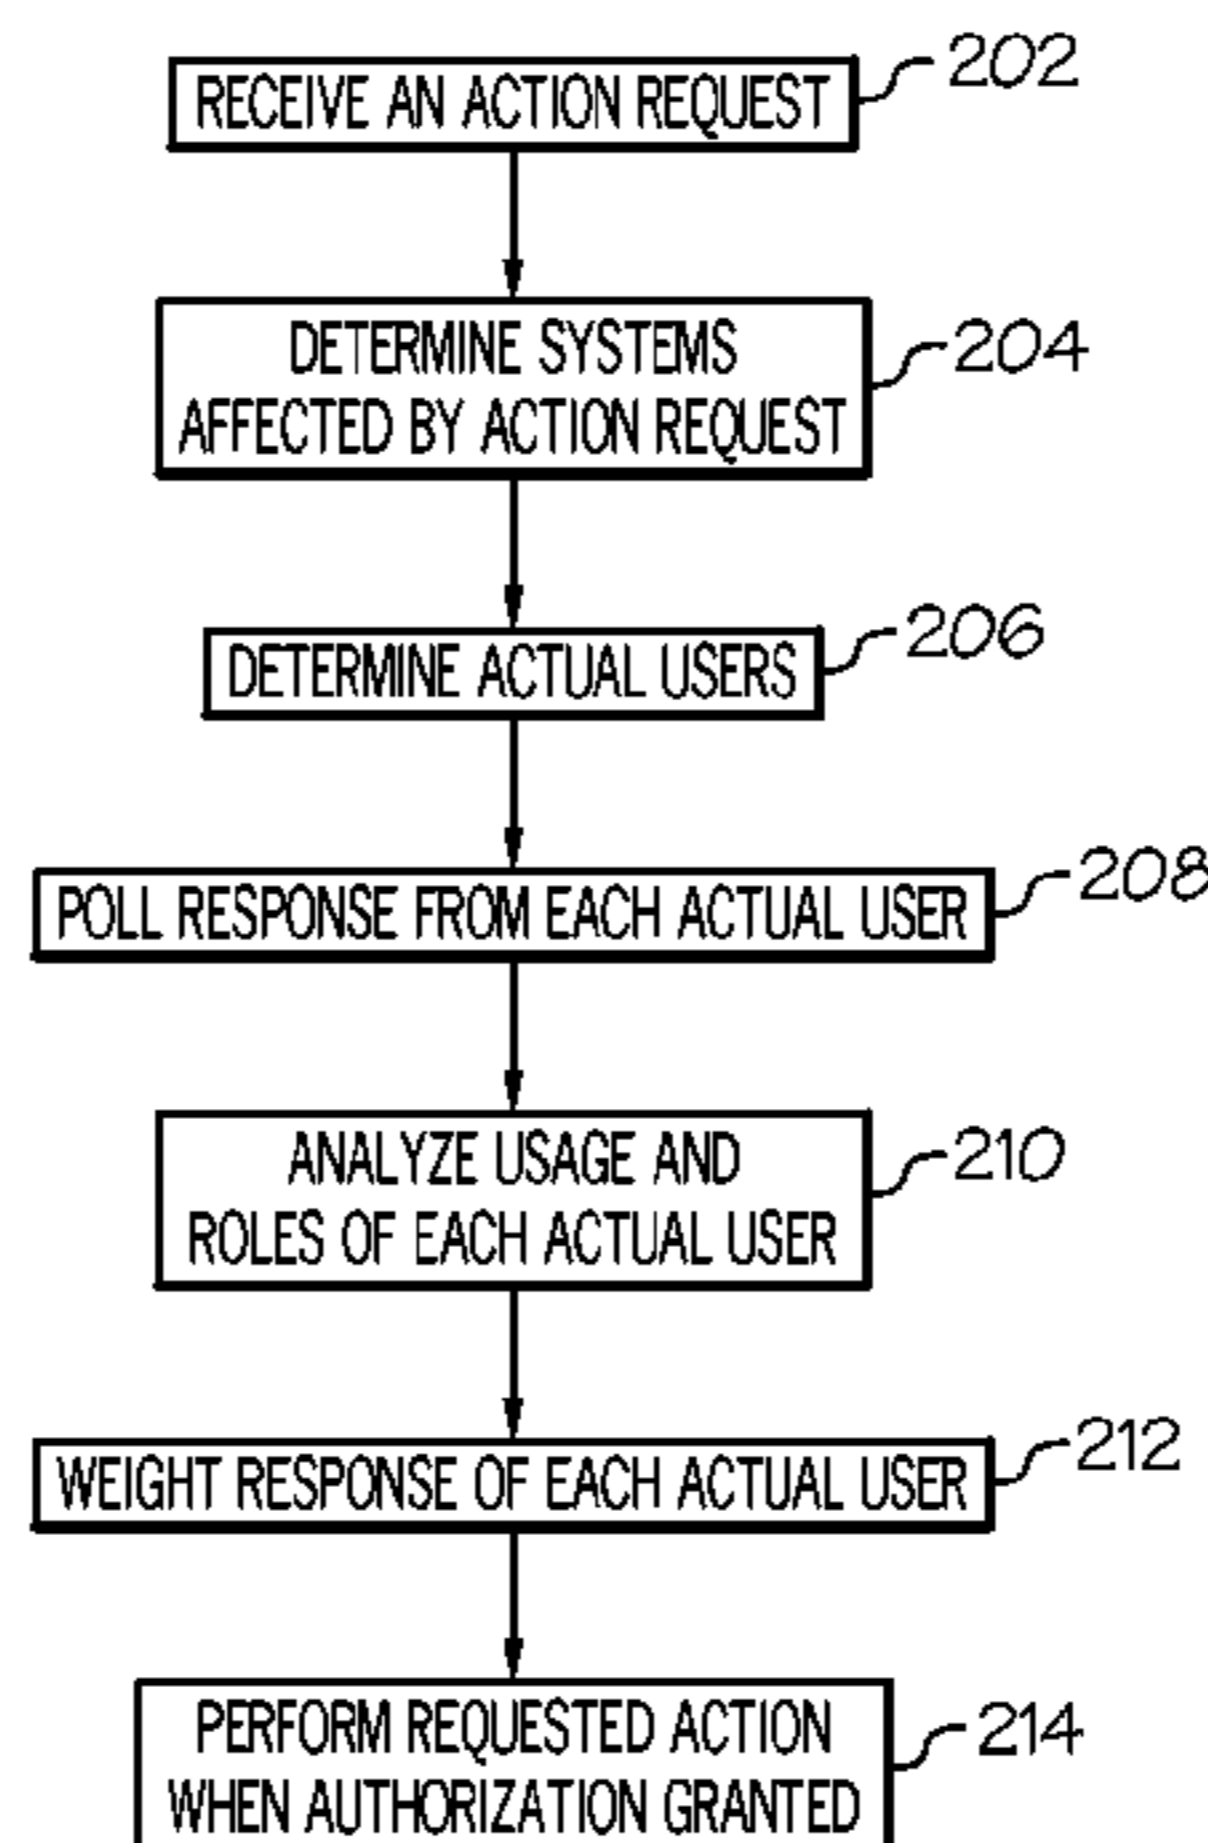 RECEIVE AN ACTION REQUEST
202
DETERMINE SYSTEMS
AFFECTED BY ACTION REQUEST
204
DETERMINE ACTUAL USERS
206
POLL RESPONSE FROM EACH ACTUAL USER
208
ANALYZE USAGE AND
ROLES OF EACH ACTUAL USER
210
WEIGHT RESPONSE OF EACH ACTUAL USER
212
PERFORM REQUESTED ACTION
WHEN AUTHORIZATION GRANTED
214